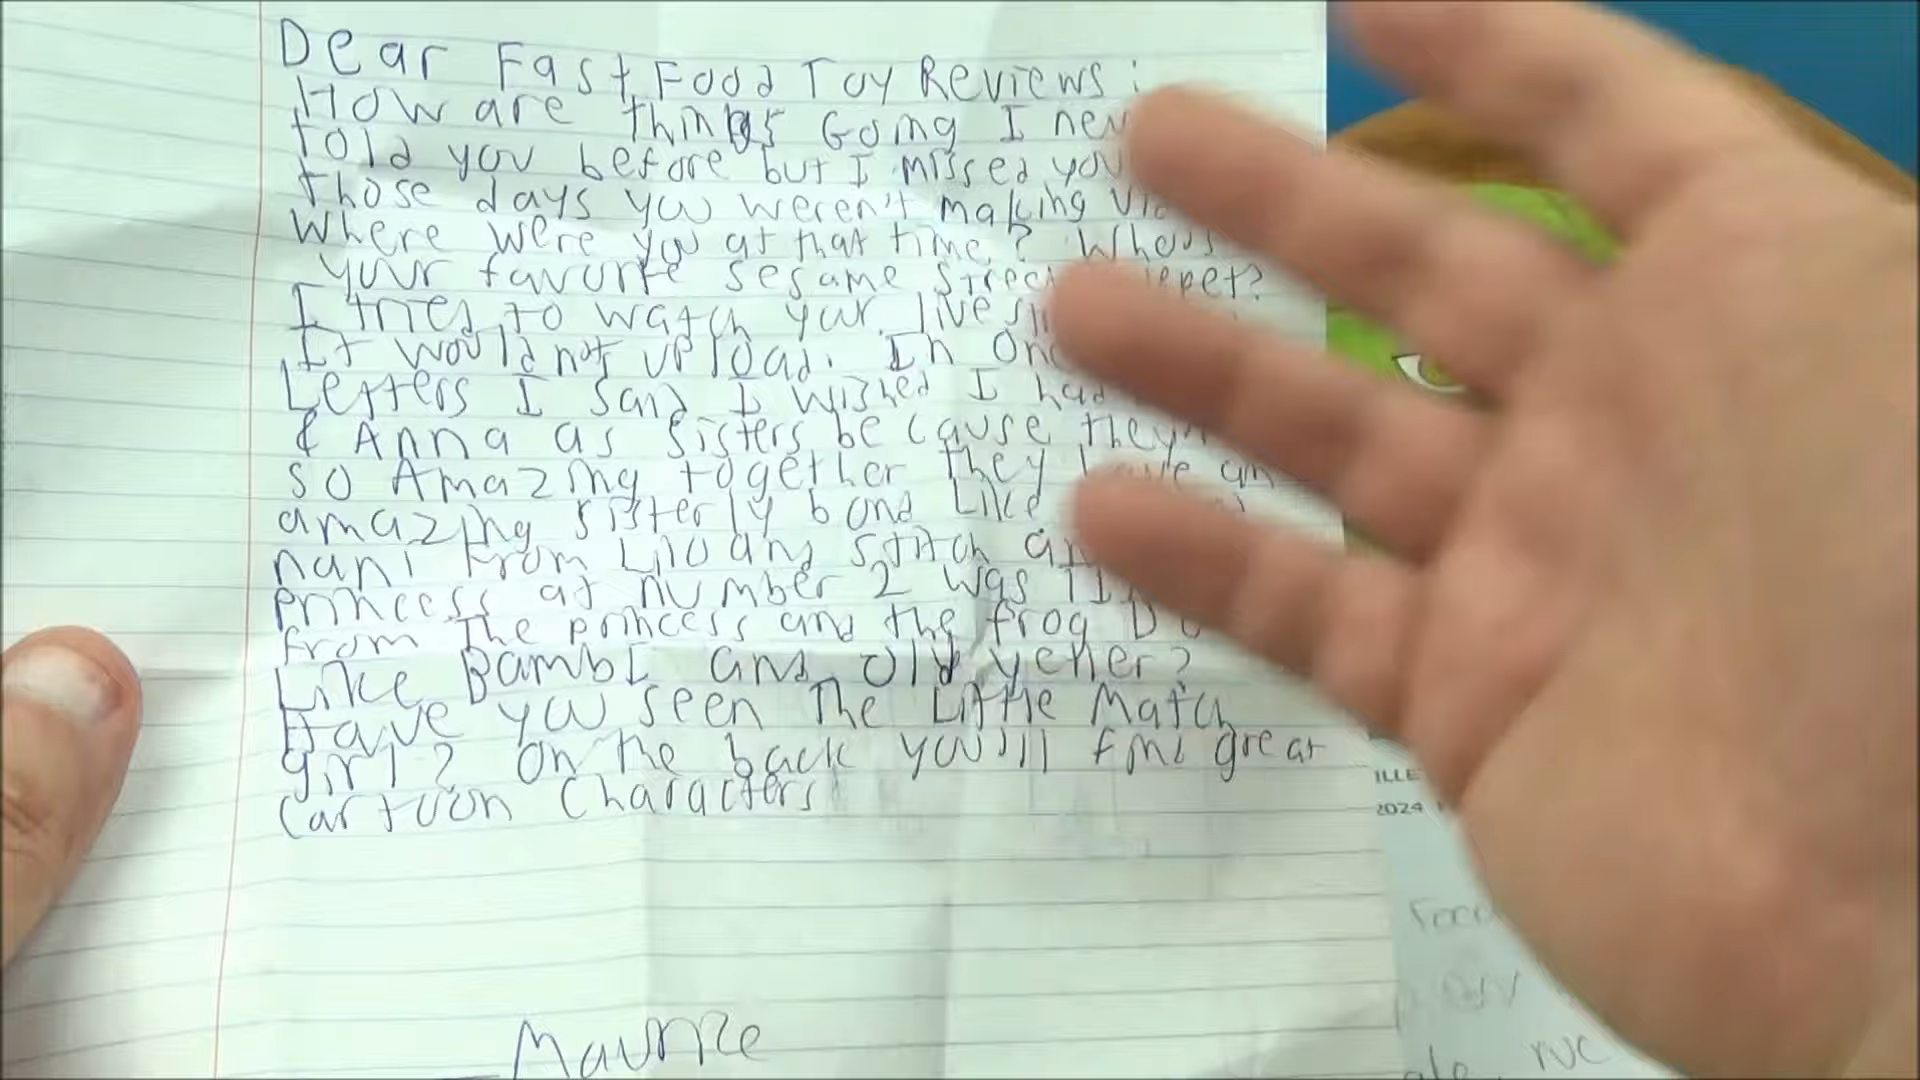 Dear Fast Food Toy Reviews:
How are things Going I
told you before but I missed you
those days you weren't making
Where were you at that time? Who's
your favorite sesame Street
I tried to watch your live
It would not upload. In
Letters I said I wished I had
& Anna as sisters because
so Amazing together they have an
amazing sisterly bond Like
nani from Lilo and stitch
princess at number 2 was
from The princess and the frog
Like BambI and old yeller?
Have you seen The Little Match
girl? On the back you'll find great
Cartoon Characters
Maurice
ILLE
2024